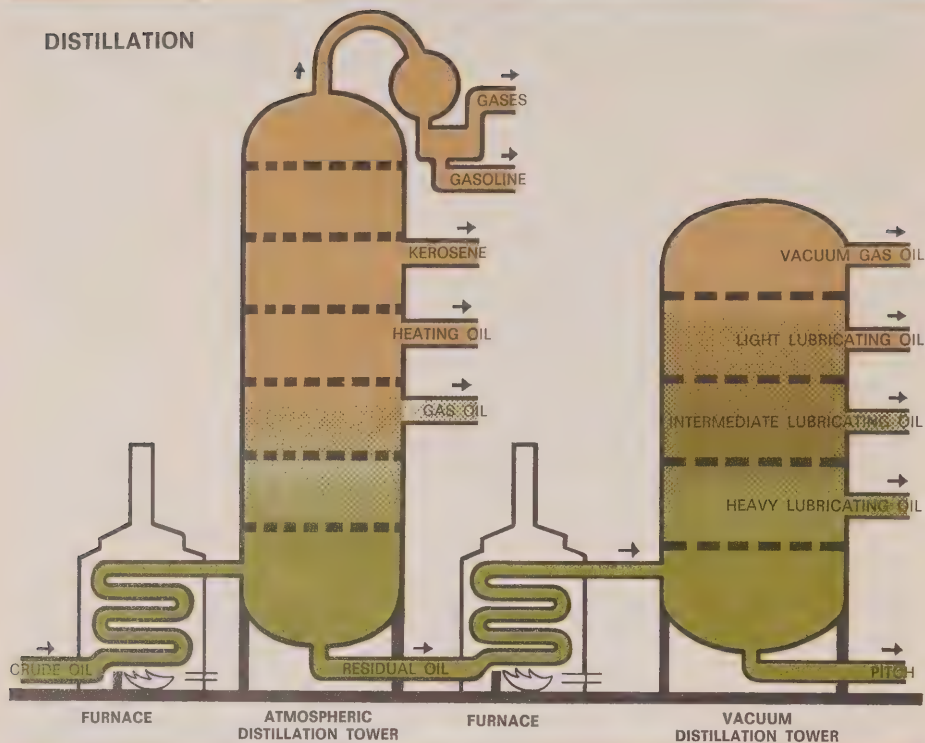 DISTILLATION
GASES
GASOLINE
KEROSENE
HEATING OIL
GAS OIL
VACUUM GAS OIL
LIGHT LUBRICATING OIL
INTERMEDIATE LUBRICATING OIL
HEAVY LUBRICATING OIL
CRUDE OIL
RESIDUAL OIL
PITCH
FURNACE
ATMOSPHERIC
DISTILLATION TOWER
FURNACE
VACUUM
DISTILLATION TOWER